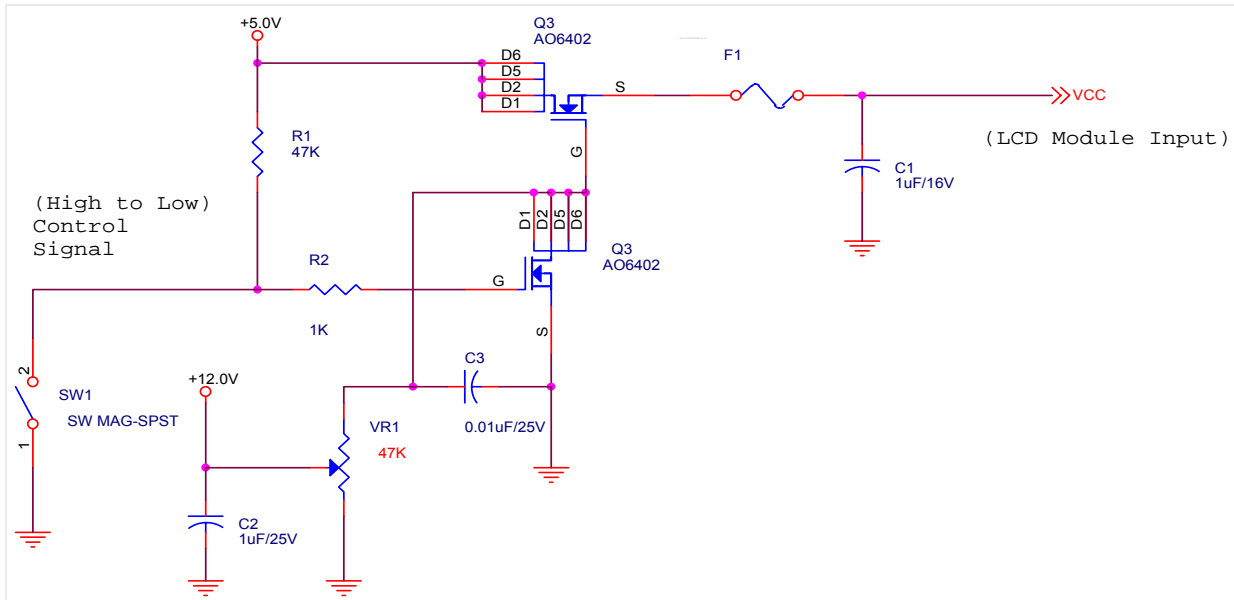 +5.0V
Q3
AO6402
F1
D6
D5
D2
D1
S
G
VCC
(LCD Module Input)
R1
47K
C1
1uF/16V
(High to Low)
Control
Signal
D1
D2
D5
D6
Q3
AO6402
R2
1K
G
S
2
SW1
SW MAG-SPST
1
+12.0V
C3
0.01uF/25V
VR1
47K
C2
1uF/25V